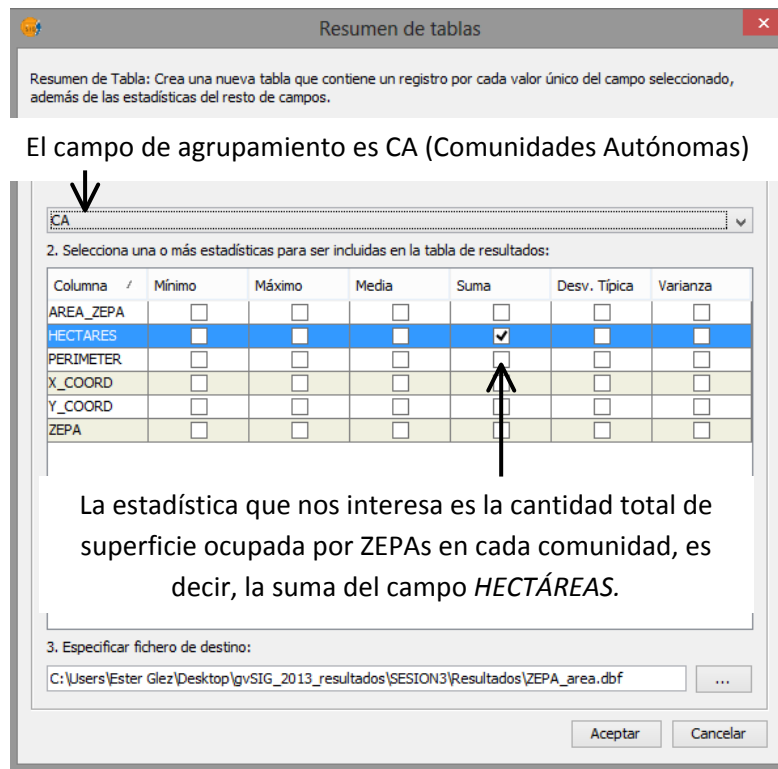 Resumen de tablas
Resumen de Tabla: Crea una nueva tabla que contiene un registro por cada valor único del campo seleccionado,
además de las estadísticas del resto de campos.
El campo de agrupamiento es CA (Comunidades Autónomas)
CA
2. Selecciona una o más estadísticas para ser incluidas en la tabla de resultados:
Columna Mínimo Máximo Media Suma Desv. Típica Varianza
AREA_ZEPA
HECTARES
PERIMETER
X_COORD
Y_COORD
ZEPA
La estadística que nos interesa es la cantidad total de
superficie ocupada por ZEPAs en cada comunidad, es
decir, la suma del campo HECTÁREAS.
3. Especificar fichero de destino:
C:\Users\Ester Glez\Desktop\gvSIG_2013_resultados\SESION3\Resultados\ZEPA_area.dbf ...
Aceptar Cancelar